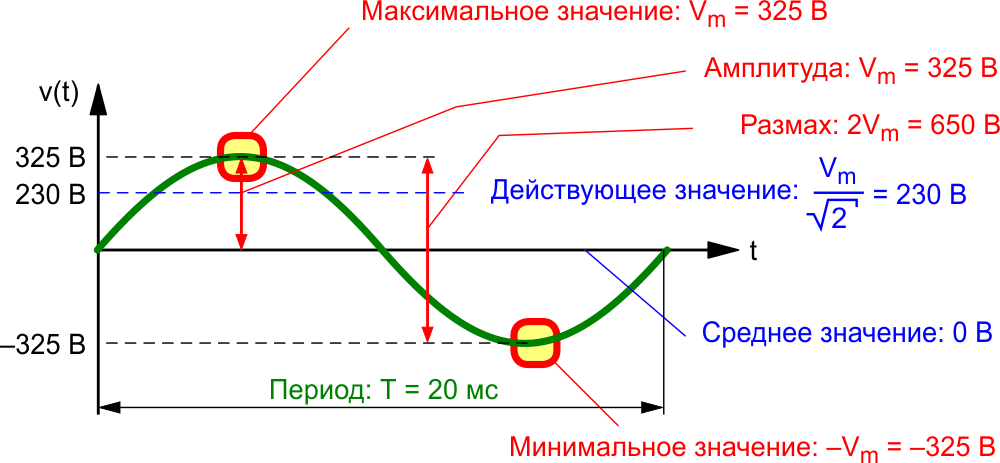 Максимальное значение: Vm = 325 В
Амплитуда: Vm = 325 В
v(t)
Размах: 2Vm = 650 В
325 В
230 В
Действующее значение: Vm/√2 = 230 В
t
Среднее значение: 0 В
–325 В
Период: T = 20 мс
Минимальное значение: –Vm = –325 В